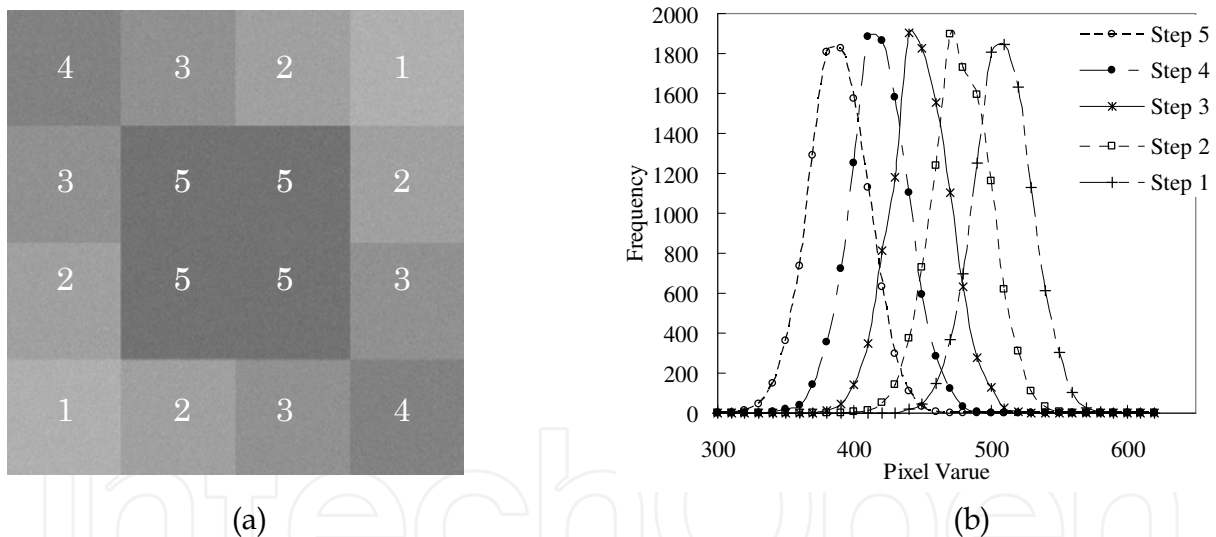 4 3 2 1
3 5 5 2
2 5 5 3
1 2 3 4
(a)
2000
1800
1600
1400
1200
1000
800
600
400
200
0
Frequency
300 400 500 600
Pixel Varue
Step 5
Step 4
Step 3
Step 2
Step 1
(b)